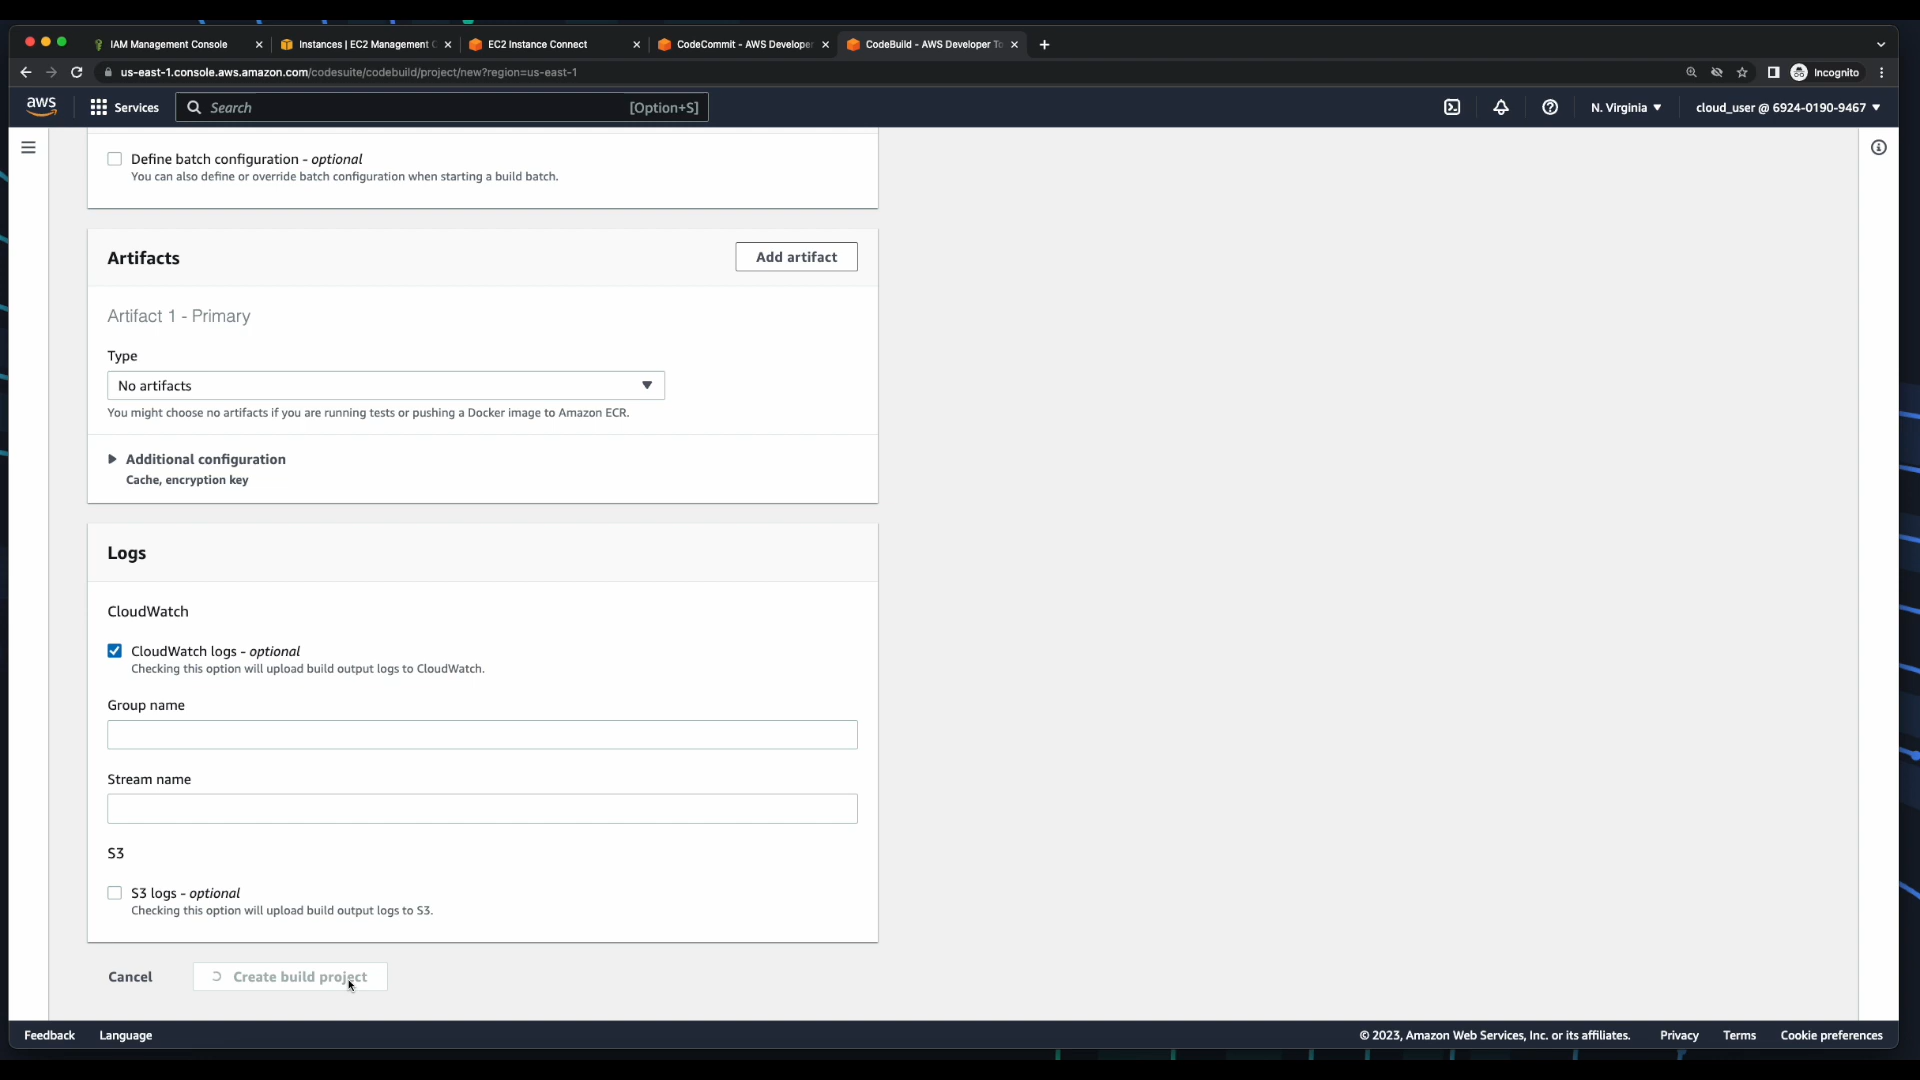 IAM Management Console
Instances | EC2 Management C
EC2 Instance Connect
CodeCommit - AWS Developer
CodeBuild - AWS Developer To
us-east-1.console.aws.amazon.com/codesuite/codebuild/project/new?region=us-east-1
Incognito
aws
Services
Search
[Option+S]
N. Virginia
cloud_user @ 6924-0190-9467
Define batch configuration - optional
You can also define or override batch configuration when starting a build batch.
Artifacts
Add artifact
Artifact 1 - Primary
Type
No artifacts
You might choose no artifacts if you are running tests or pushing a Docker image to Amazon ECR.
Additional configuration
Cache, encryption key
Logs
CloudWatch
CloudWatch logs - optional
Checking this option will upload build output logs to CloudWatch.
Group name
Stream name
S3
S3 logs - optional
Checking this option will upload build output logs to S3.
Cancel
Create build project
Feedback
Language
© 2023, Amazon Web Services, Inc. or its affiliates.
Privacy
Terms
Cookie preferences